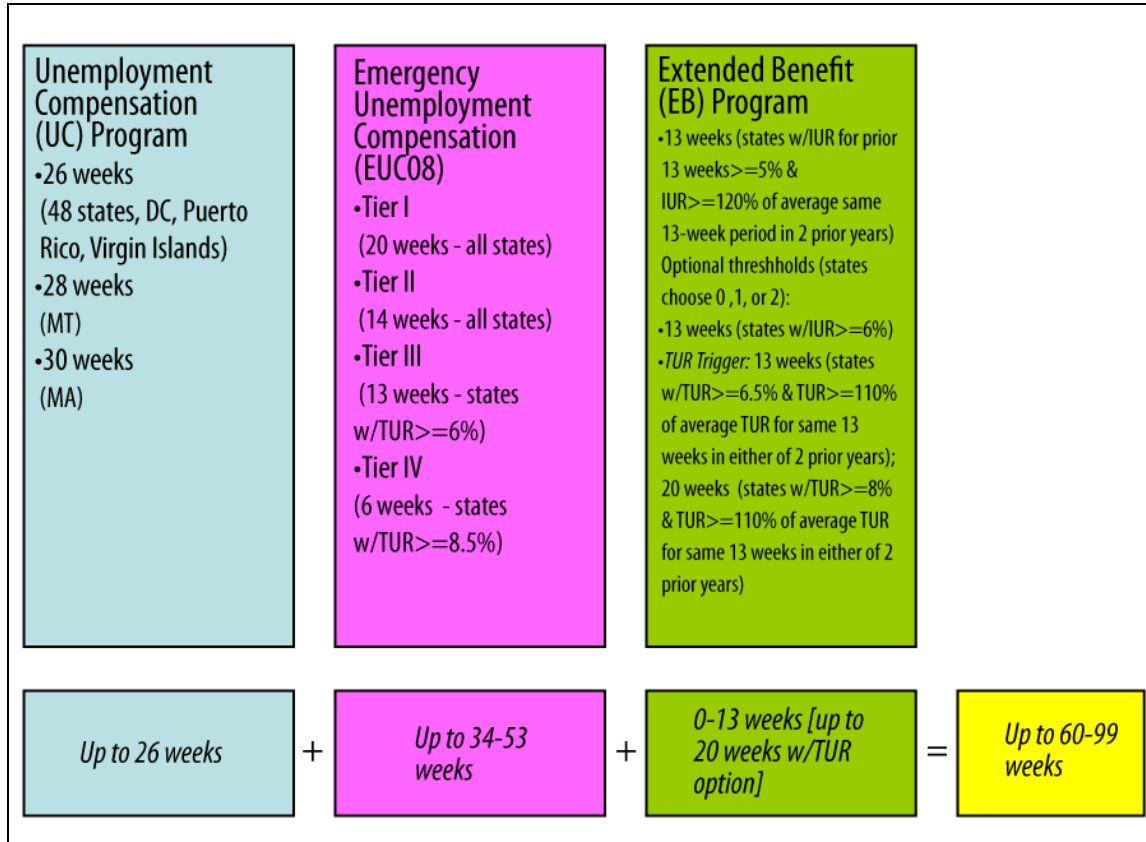 Unemployment
Compensation
(UC) Program
•26 weeks
(48 states, DC, Puerto
Rico, Virgin Islands)
•28 weeks
(MT)
•30 weeks
(MA)
Emergency
Unemployment
Compensation
(EUC08)
•Tier I
(20 weeks - all states)
•Tier II
(14 weeks - all states)
•Tier III
(13 weeks - states
w/TUR>=6%)
•Tier IV
(6 weeks - states
w/TUR>=8.5%)
Extended Benefit
(EB) Program
•13 weeks (states w/IUR for prior
13 weeks>=5% &
IUR>=120% of average same
13-week period in 2 prior years)
Optional threshholds (states
choose 0 ,1, or 2):
•13 weeks (states w/IUR>=6%)
•TUR Trigger: 13 weeks (states
w/TUR>=6.5% & TUR>=110%
of average TUR for same 13
weeks in either of 2 prior years);
20 weeks (states w/TUR>=8%
& TUR>=110% of average TUR
for same 13 weeks in either of 2
prior years)
Up to 26 weeks
+
Up to 34-53
weeks
+
0-13 weeks [up to
20 weeks w/TUR
option]
=
Up to 60-99
weeks